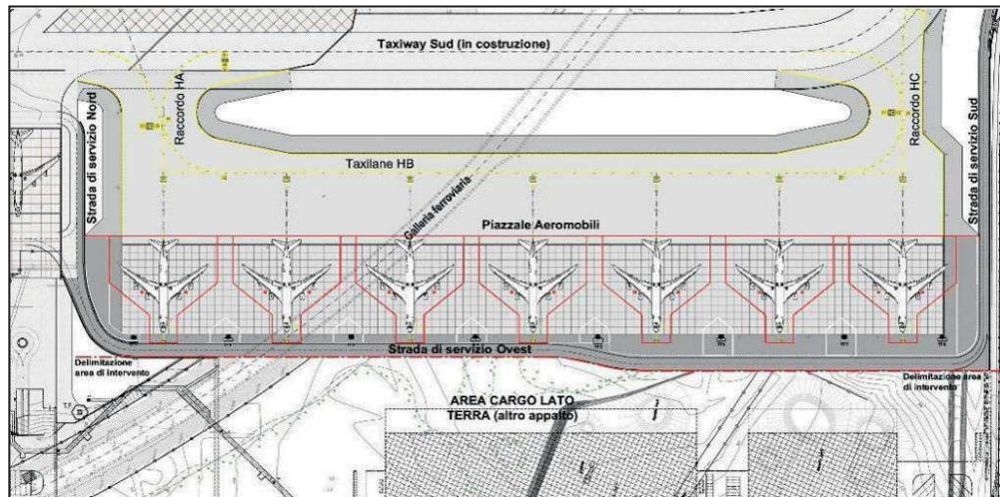 Taxiway Sud (in costruzione)
Raccordo HA
Raccordo HC
Strada di servizio Nord
Strada di servizio Sud
Taxilane HB
Galleria ferroviaria
Piazzale Aeromobili
Strada di servizio Ovest
Delimitazione
area di intervento
Delimitazione area
di intervento
AREA CARGO LATO
TERRA (altro appalto)